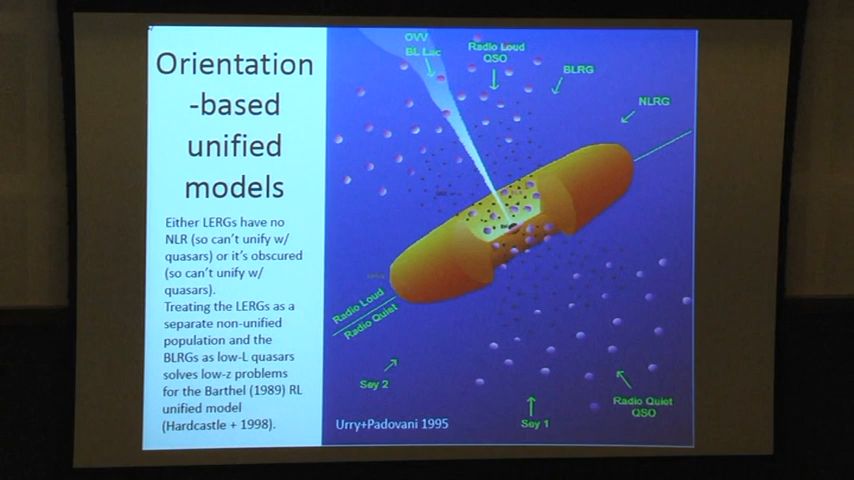 Orientation
-based
unified
models
Either LERGs have no
NLR (so can't unify w/
quasars) or it's obscured
(so can't unify w/
quasars).
Treating the LERGs as a
separate non-unified
population and the
BLRGs as low-L quasars
solves low-z problems
for the Barthel (1989) RL
unified model
(Hardcastle + 1998).
OVV
BL Lac
Radio Loud
QSO
BLRG
NLRG
Radio Loud
Radio Quiet
Sey 2
Sey 1
Radio Quiet
QSO
Urry+Padovani 1995